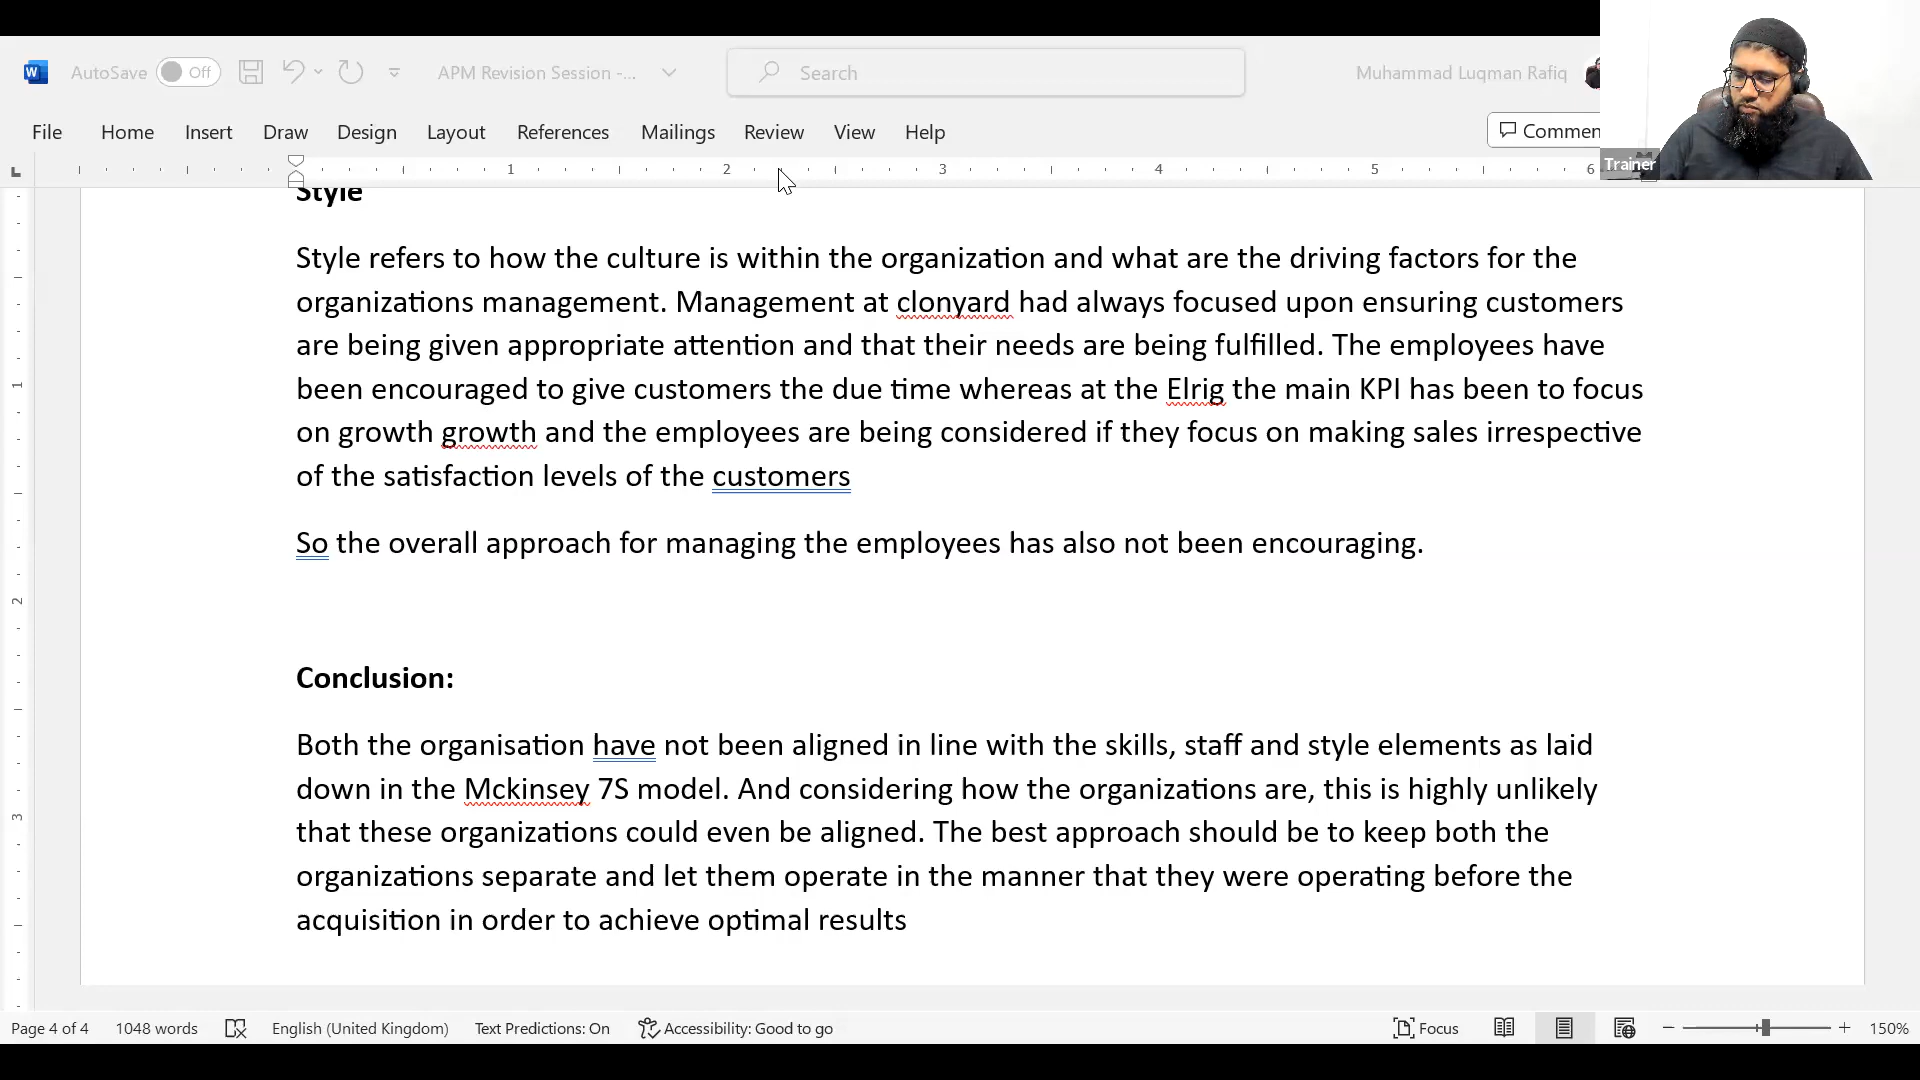 AutoSave Off APM Revision Session -... Search Muhammad Luqman Rafiq
File Home Insert Draw Design Layout References Mailings Review View Help Commen
Trainer
1 2 3 4 5 6
Style
Style refers to how the culture is within the organization and what are the driving factors for the
organizations management. Management at clonyard had always focused upon ensuring customers
are being given appropriate attention and that their needs are being fulfilled. The employees have
been encouraged to give customers the due time whereas at the Elrig the main KPI has been to focus
on growth growth and the employees are being considered if they focus on making sales irrespective
of the satisfaction levels of the customers
So the overall approach for managing the employees has also not been encouraging.
Conclusion:
Both the organisation have not been aligned in line with the skills, staff and style elements as laid
down in the Mckinsey 7S model. And considering how the organizations are, this is highly unlikely
that these organizations could even be aligned. The best approach should be to keep both the
organizations separate and let them operate in the manner that they were operating before the
acquisition in order to achieve optimal results
1
2
3
Page 4 of 4 1048 words English (United Kingdom) Text Predictions: On Accessibility: Good to go Focus 150%